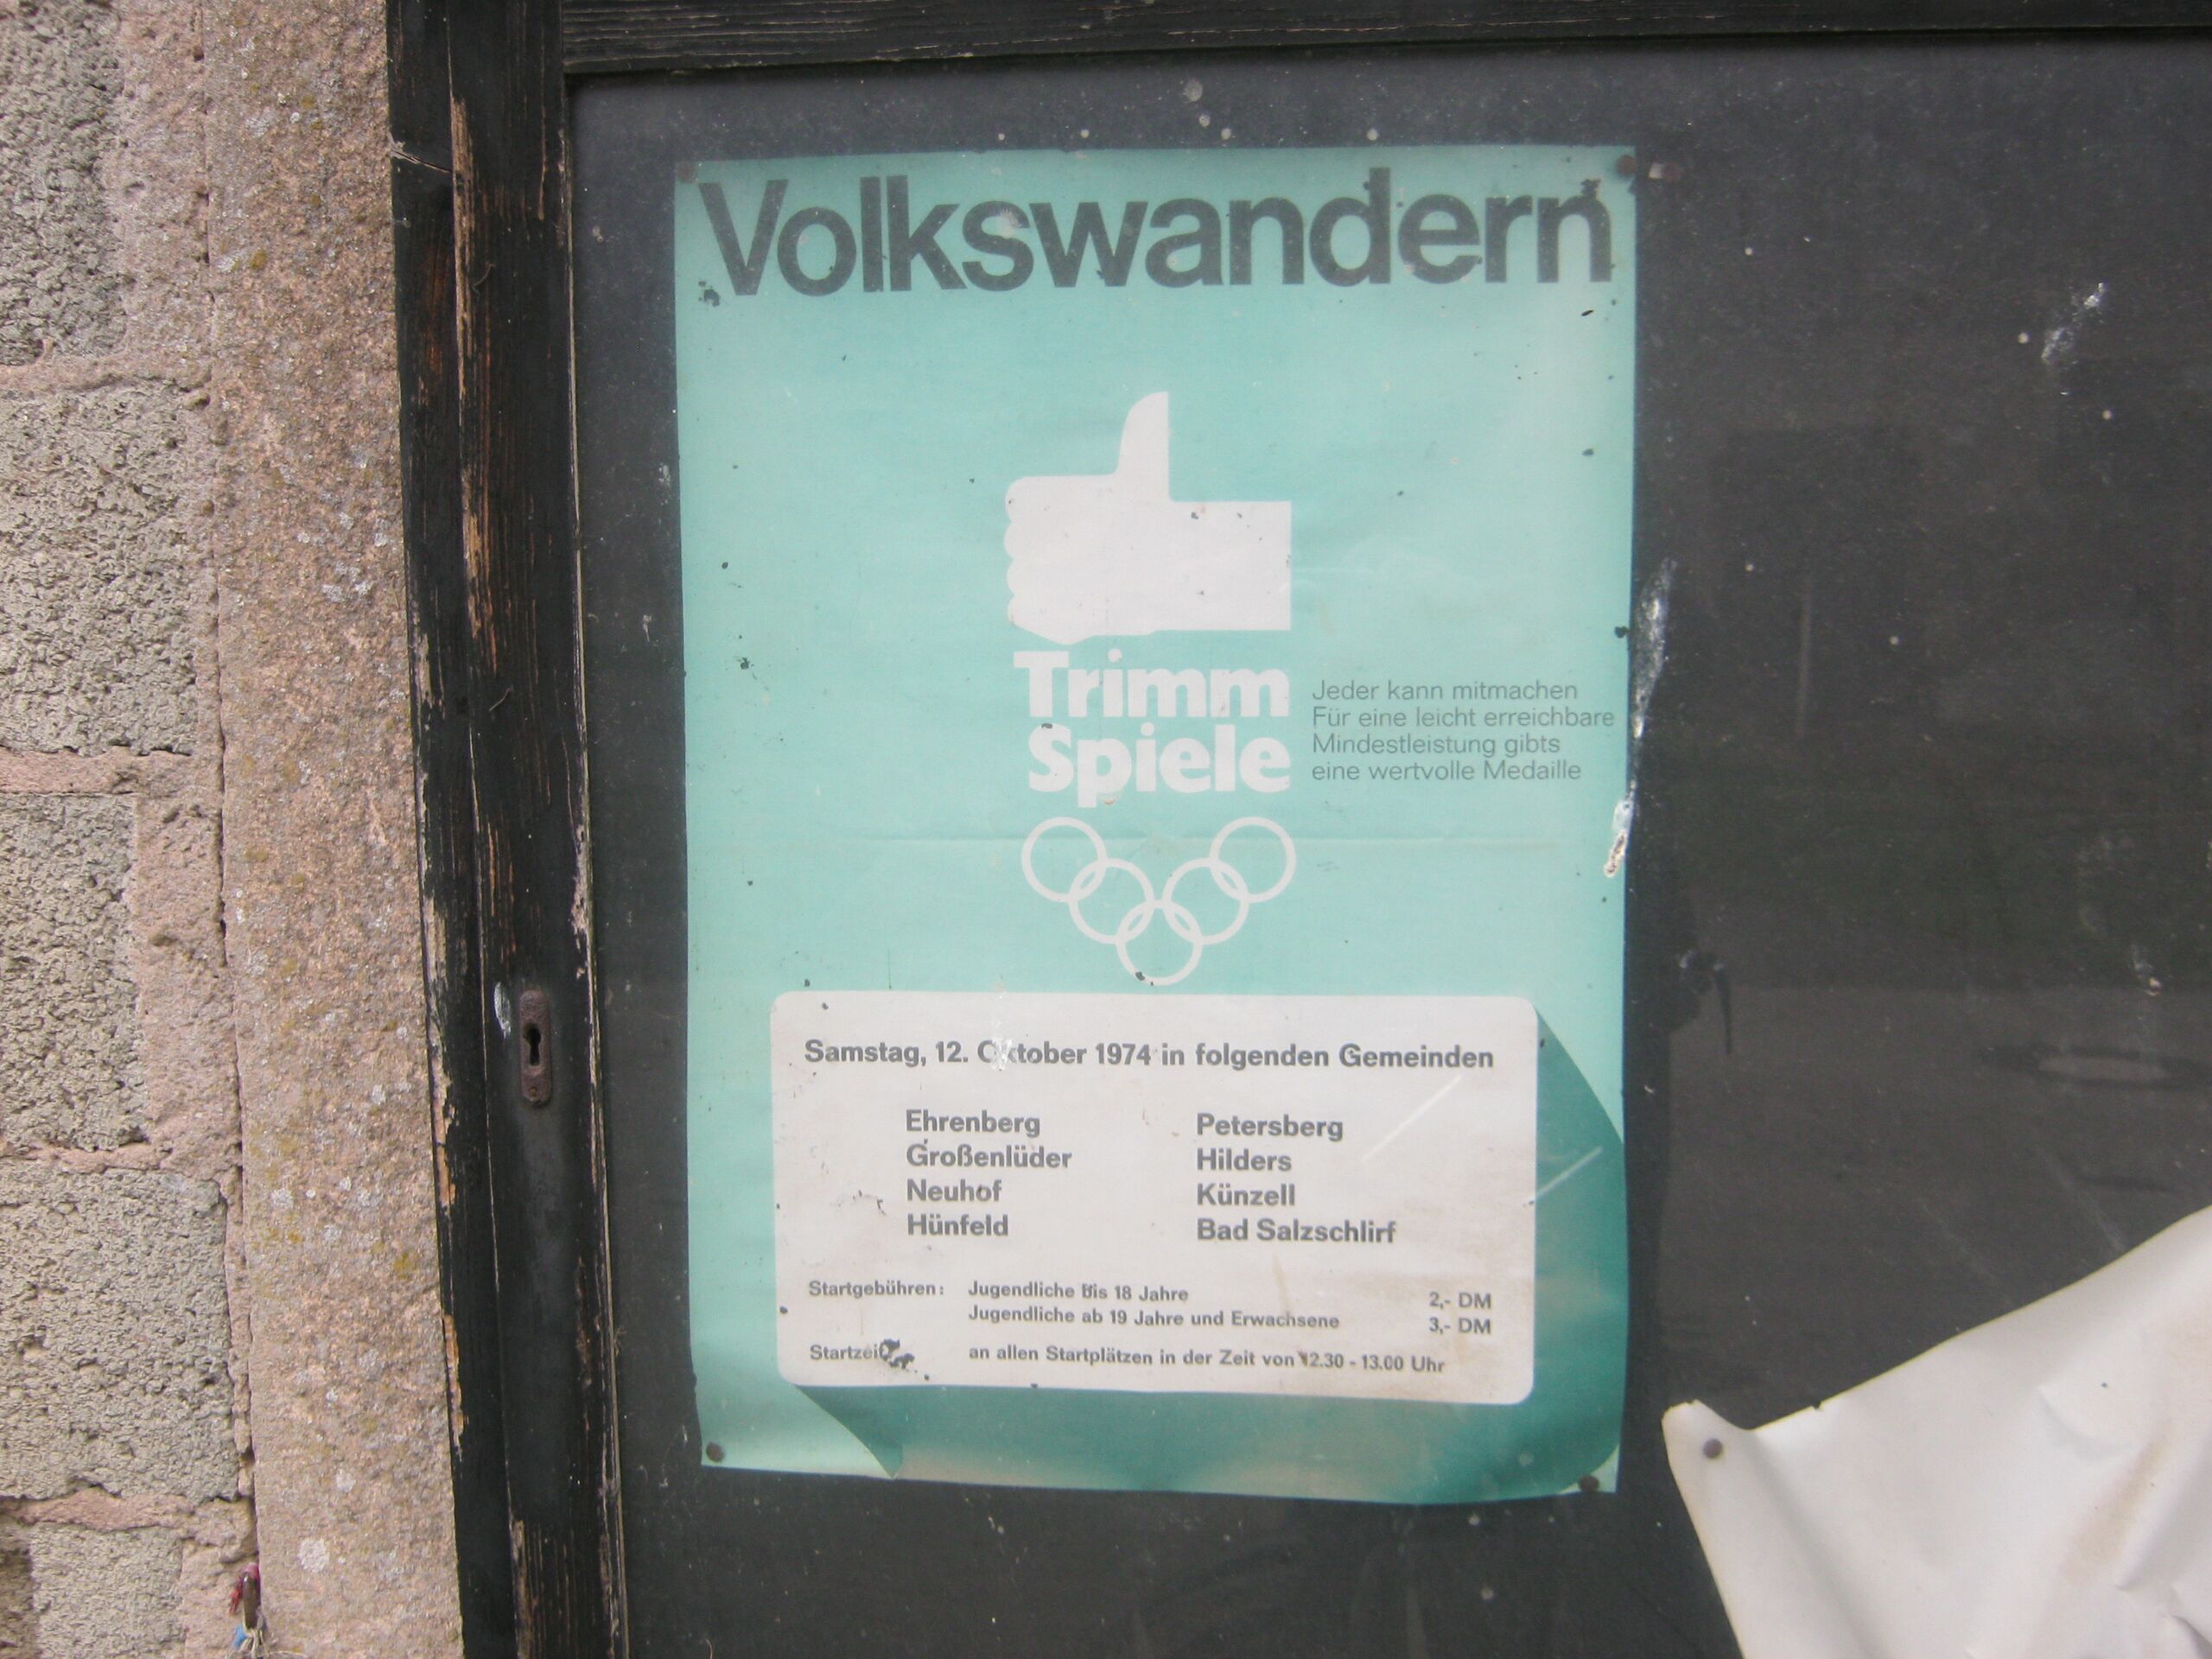 Volkswandern
Trimm
Spiele
Jeder kann mitmachen
Für eine leicht erreichbare
Mindestleistung gibts
eine wertvolle Medaille
Samstag, 12. Oktober 1974 in folgenden Gemeinden
Ehrenberg Petersberg
Großenlüder Hilders
Neuhof Künzell
Hünfeld Bad Salzschlirf
Startgebühren: Jugendliche bis 18 Jahre 2,- DM
Jugendliche ab 19 Jahre und Erwachsene 3,- DM
Startzeit: an allen Startplätzen in der Zeit von 12.30 - 13.00 Uhr